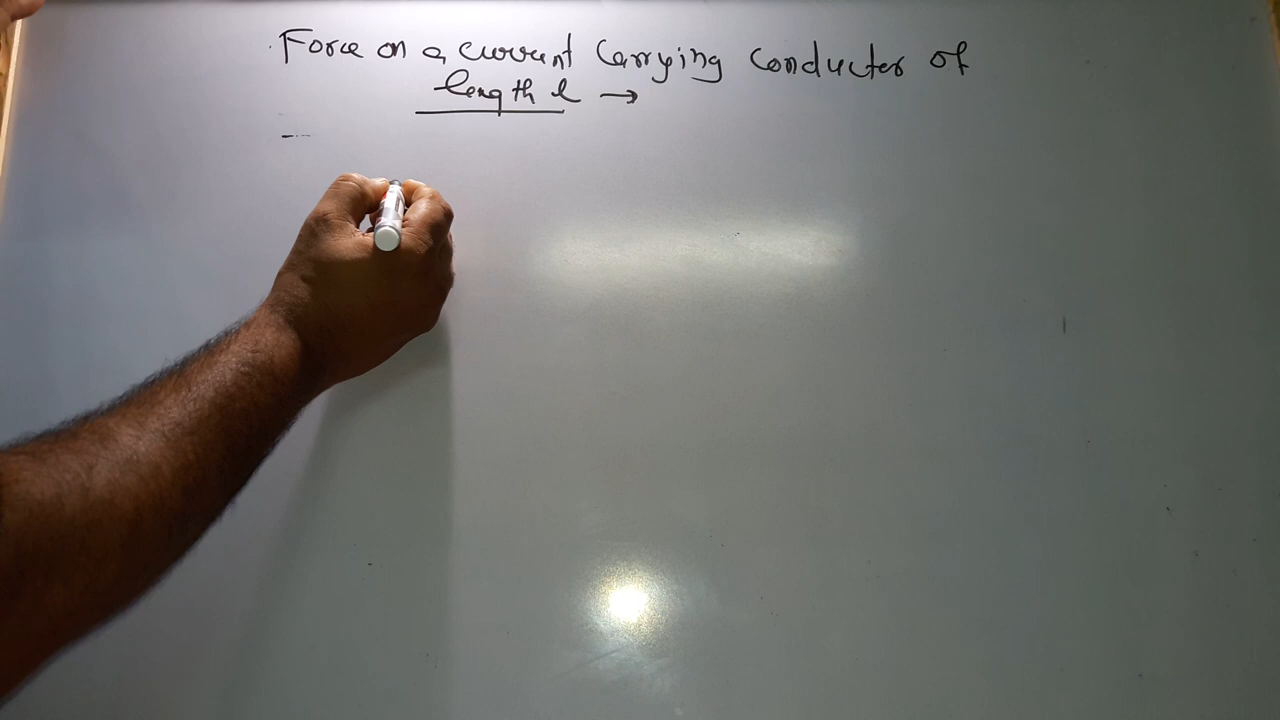 Force on a current Carrying Conductor of
length l →